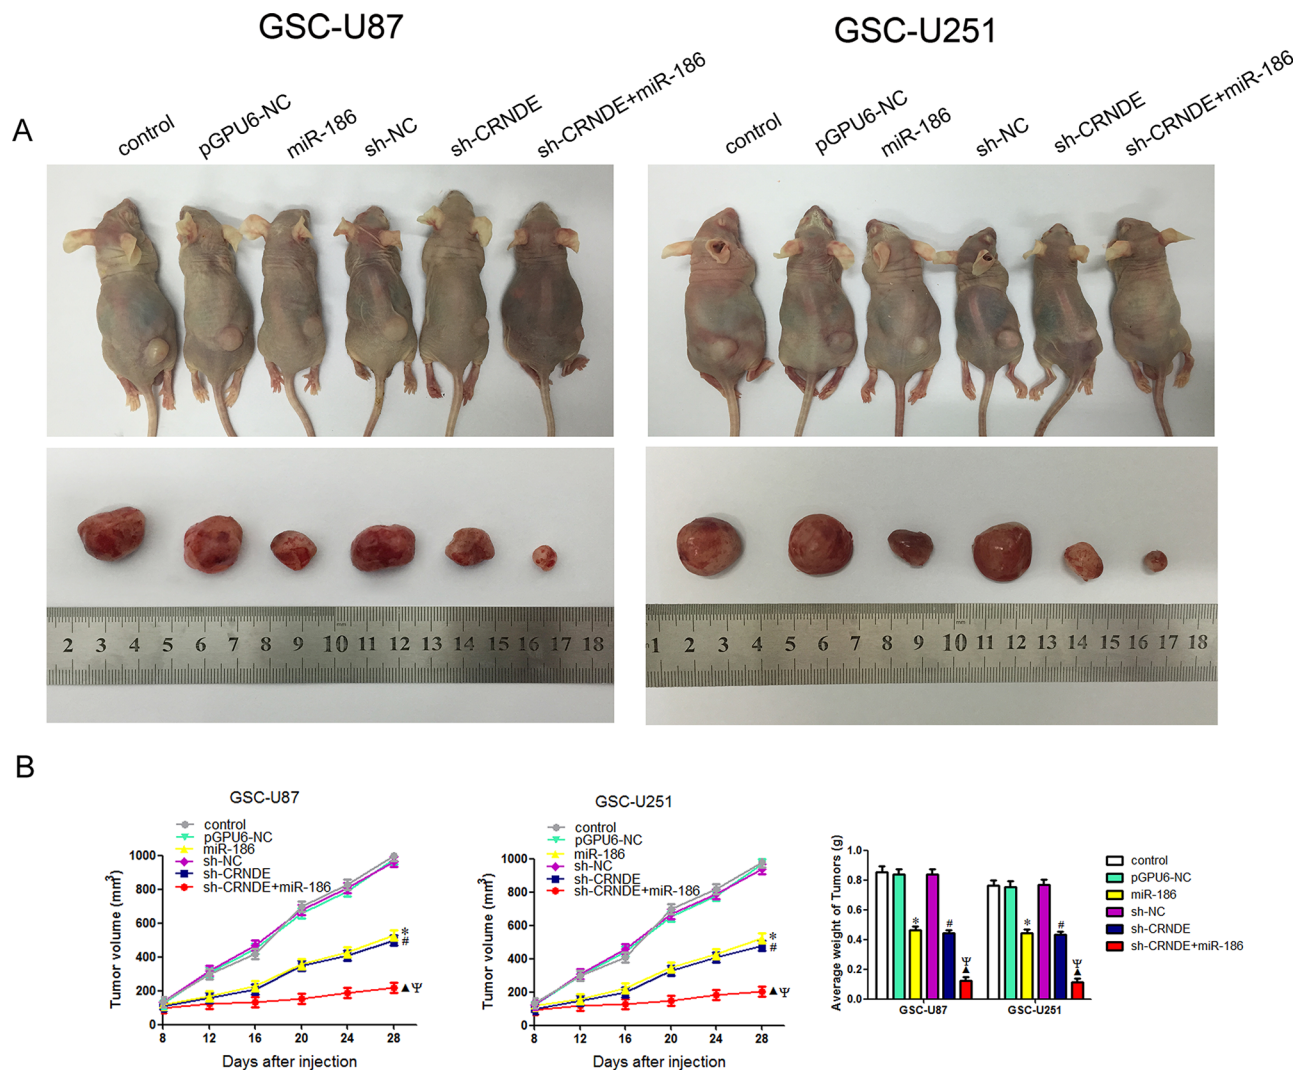 GSC-U87
GSC-U251
A
control pGPU6-NC miR-186 sh-NC sh-CRNDE sh-CRNDE+miR-186
control pGPU6-NC miR-186 sh-NC sh-CRNDE sh-CRNDE+miR-186
2 3 4 5 6 7 8 9 10 11 12 13 14 15 16 17 18
1 2 3 4 5 6 7 8 9 10 11 12 13 14 15 16 17 18
B
GSC-U87
control
pGPU6-NC
miR-186
sh-NC
sh-CRNDE
sh-CRNDE+miR-186
Tumor volume (mm3)
1000
800
600
400
200
0
*
#
▲Ψ
8 12 16 20 24 28
Days after injection
GSC-U251
control
pGPU6-NC
miR-186
sh-NC
sh-CRNDE
sh-CRNDE+miR-186
Tumor volume (mm3)
1000
800
600
400
200
0
*
#
▲Ψ
8 12 16 20 24 28
Days after injection
Average weight of Tumors (g)
1.0
0.8
0.6
0.4
0.2
0.0
* # Ψ ▲
* # Ψ ▲
GSC-U87 GSC-U251
control
pGPU6-NC
miR-186
sh-NC
sh-CRNDE
sh-CRNDE+miR-186